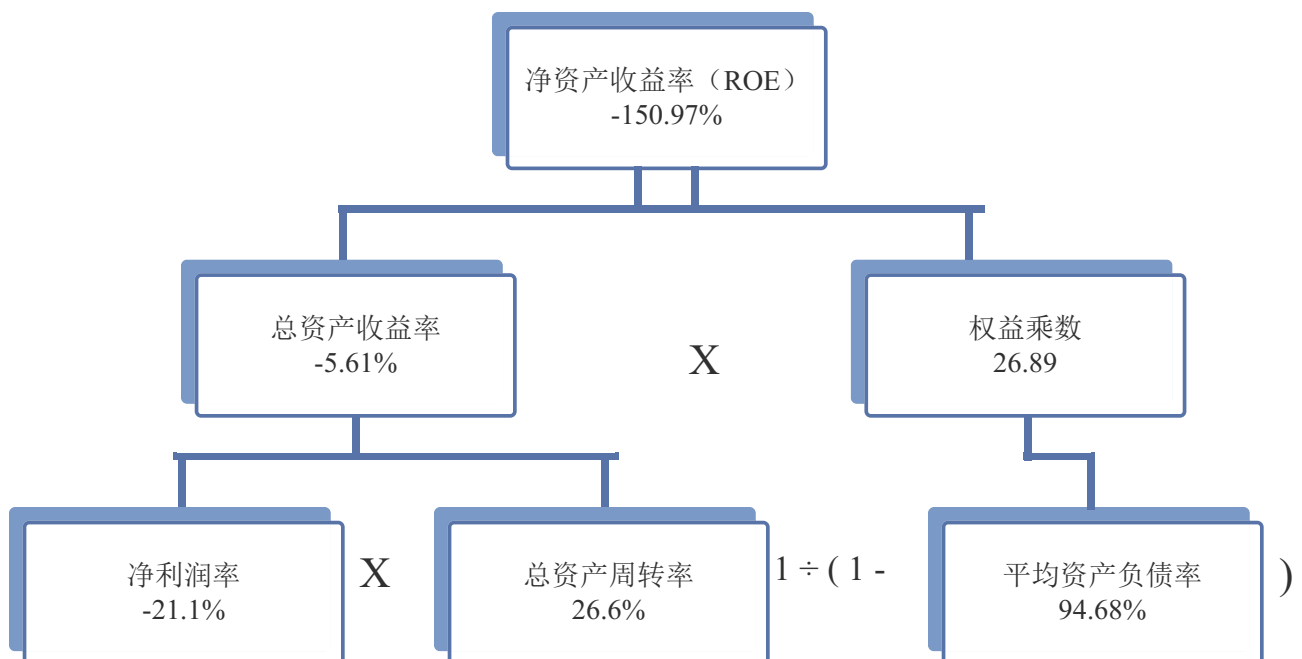 净资产收益率（ROE）
-150.97%
总资产收益率
-5.61%
X
权益乘数
26.89
净利润率
-21.1%
X
总资产周转率
26.6%
1 ÷ ( 1 -
平均资产负债率
94.68%
)